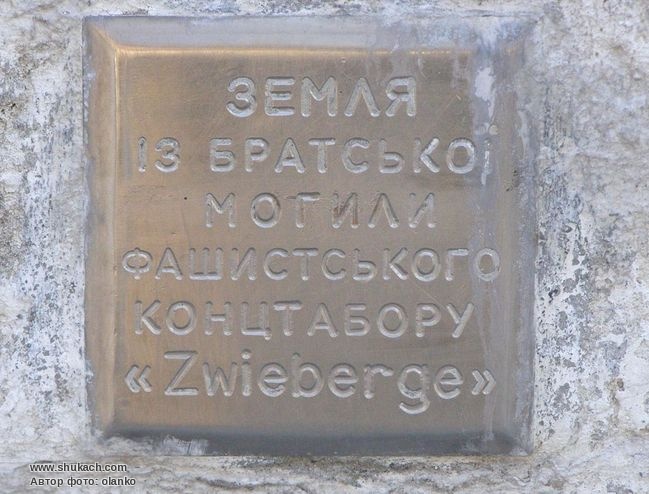 ЗЕМЛЯ
ІЗ БРАТСЬКОЇ
МОГИЛИ
ФАШИСТСЬКОГО
КОНЦТАБОРУ
«Zwieberge»
www.shukach.com
Автор фото: olanko